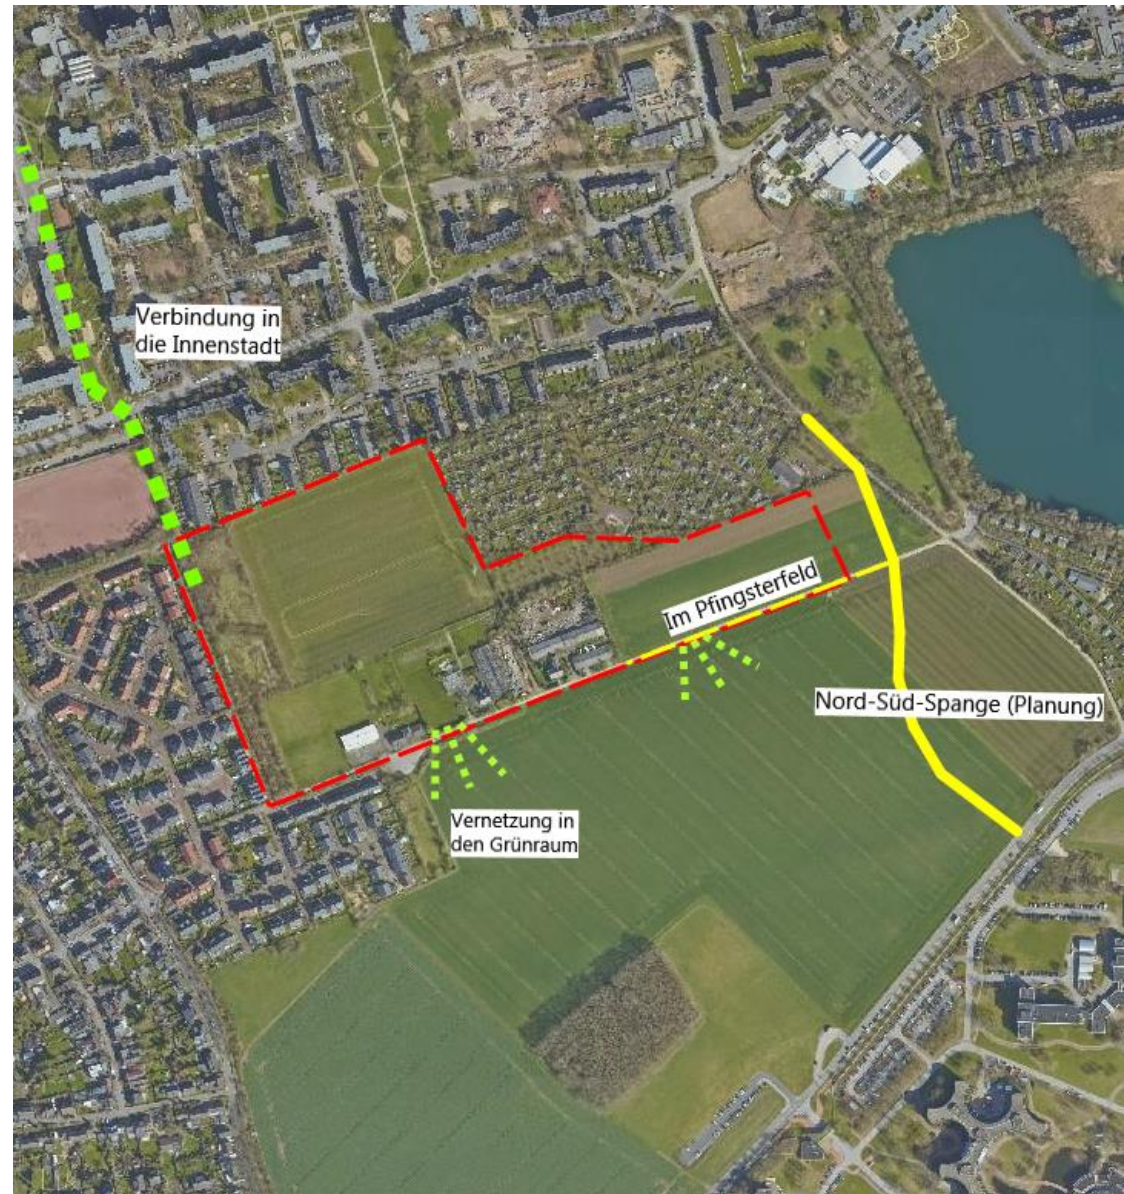 Verbindung in
die Innenstadt
Im Pfingsterfeld
Nord-Süd-Spange (Planung)
Vernetzung in
den Grünraum